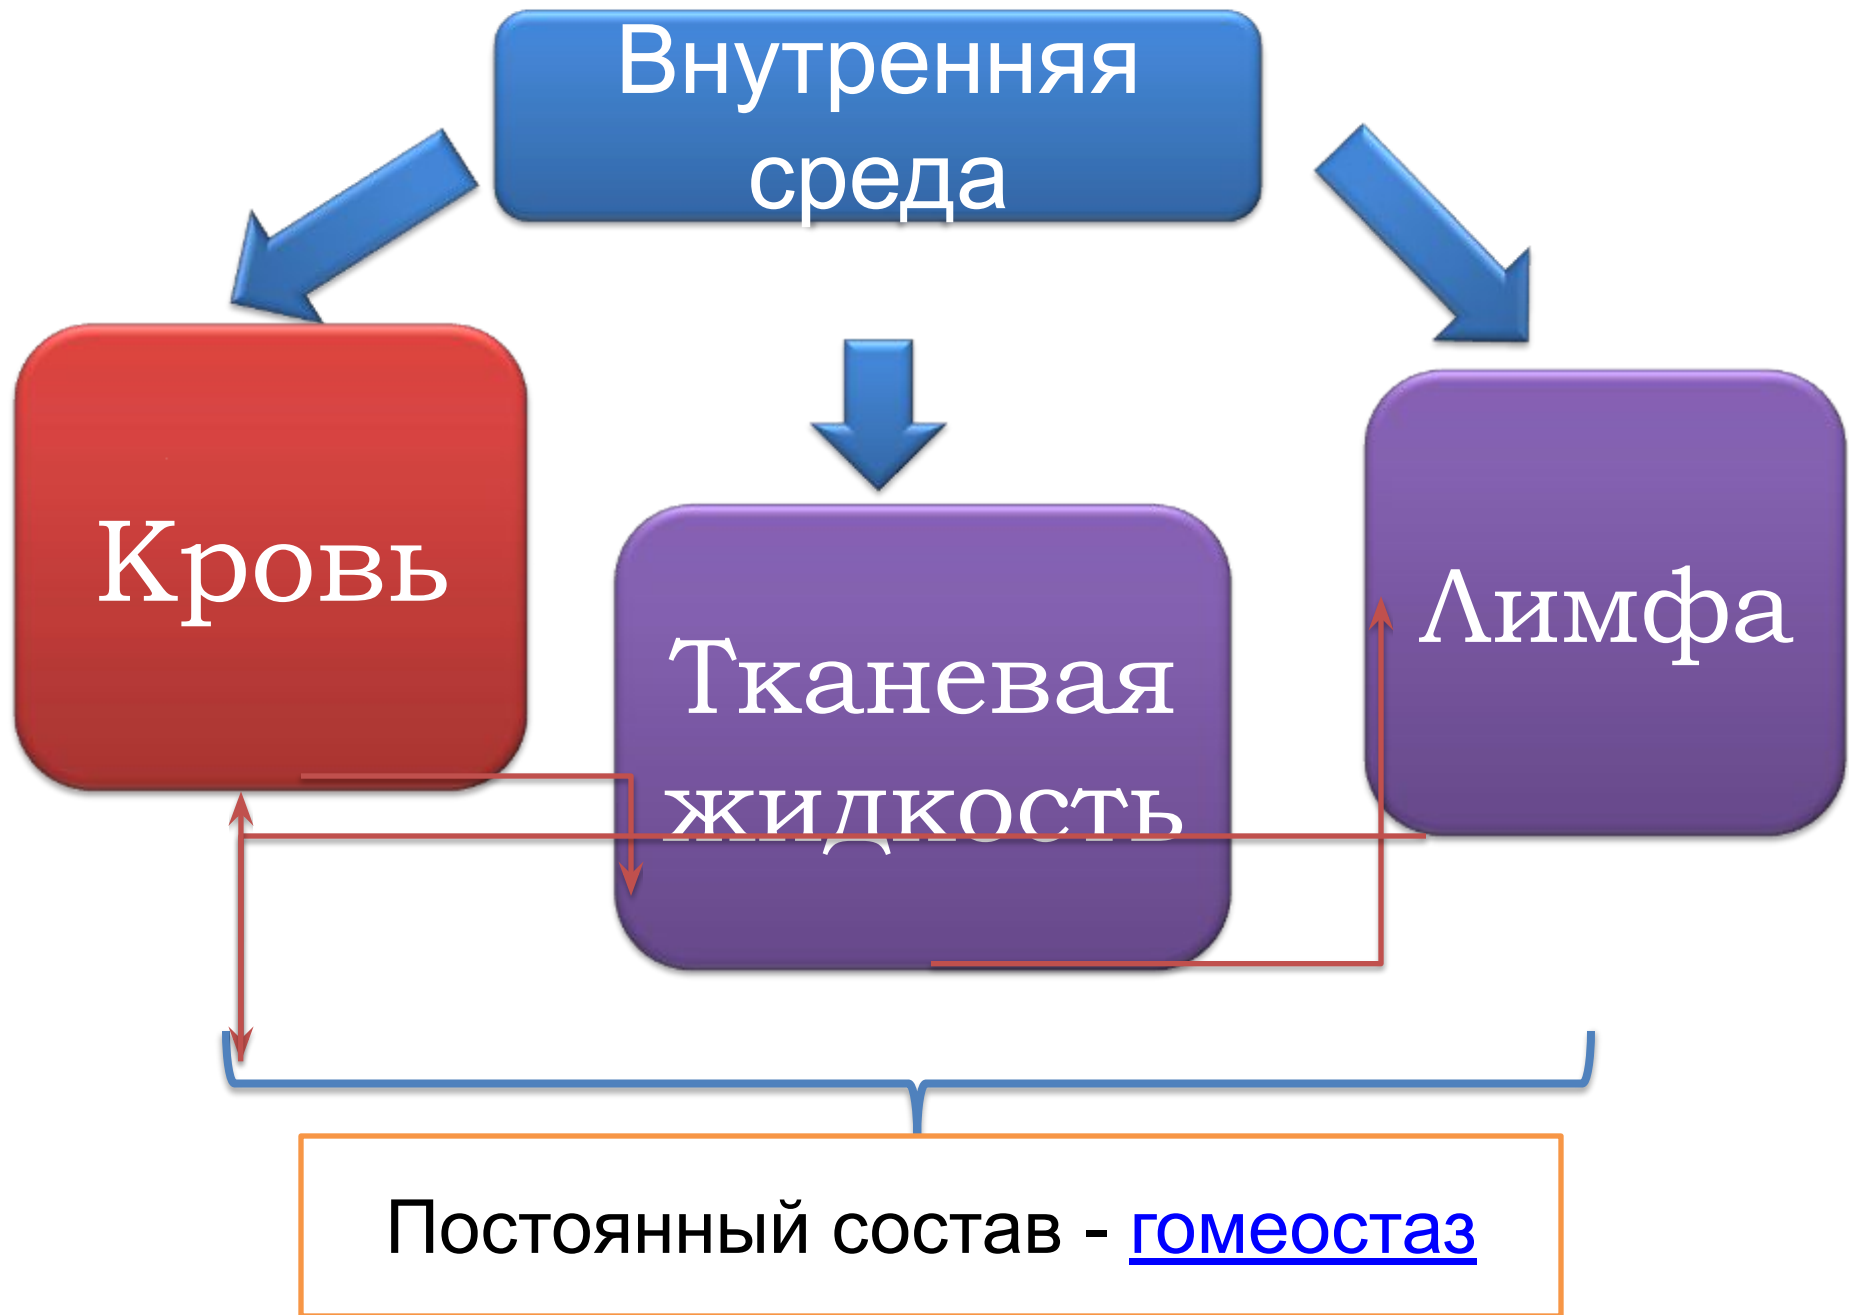 Внутренняя
среда
Кровь
Тканевая
жидкость
Лимфа
Постоянный состав - гомеостаз